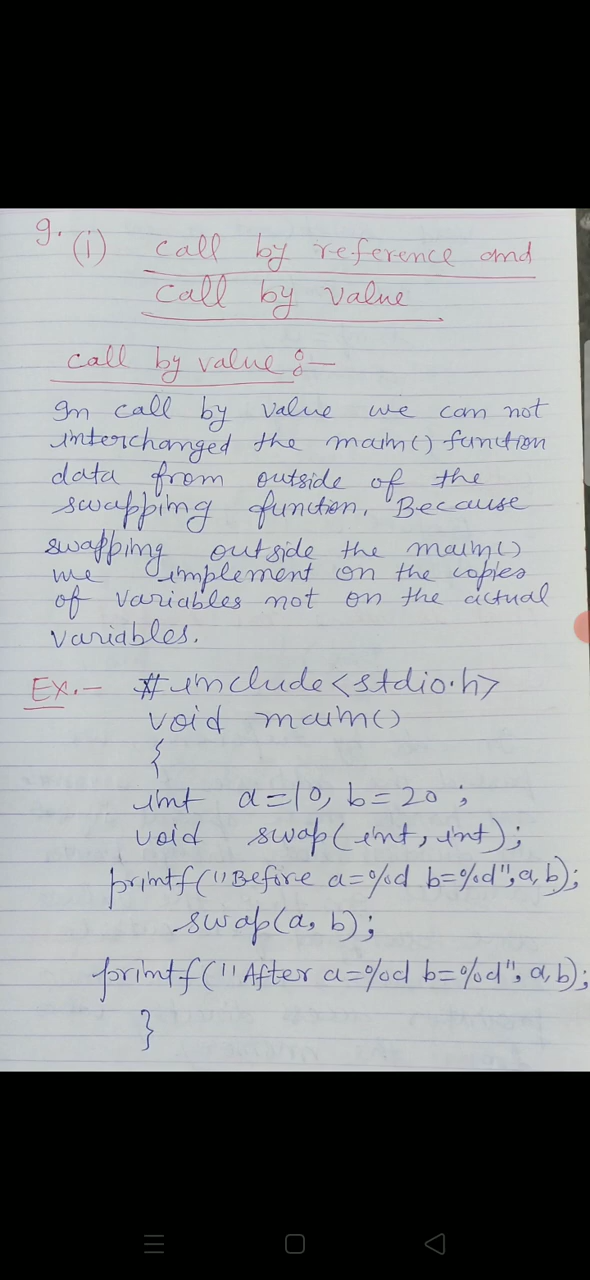 9. (i) call by reference and
call by value
call by value :—
In call by value we can not
interchanged the main() function
data from outside of the
swapping function. Because
swapping outside the main()
we implement on the copies
of variables not on the actual
variables.
Ex.— #include<stdio.h>
void main()
{
int a=10, b=20 ;
void swap(int, int);
printf("Before a=%d b=%d", a, b);
swap(a, b);
printf("After a=%d b=%d", a, b);
}